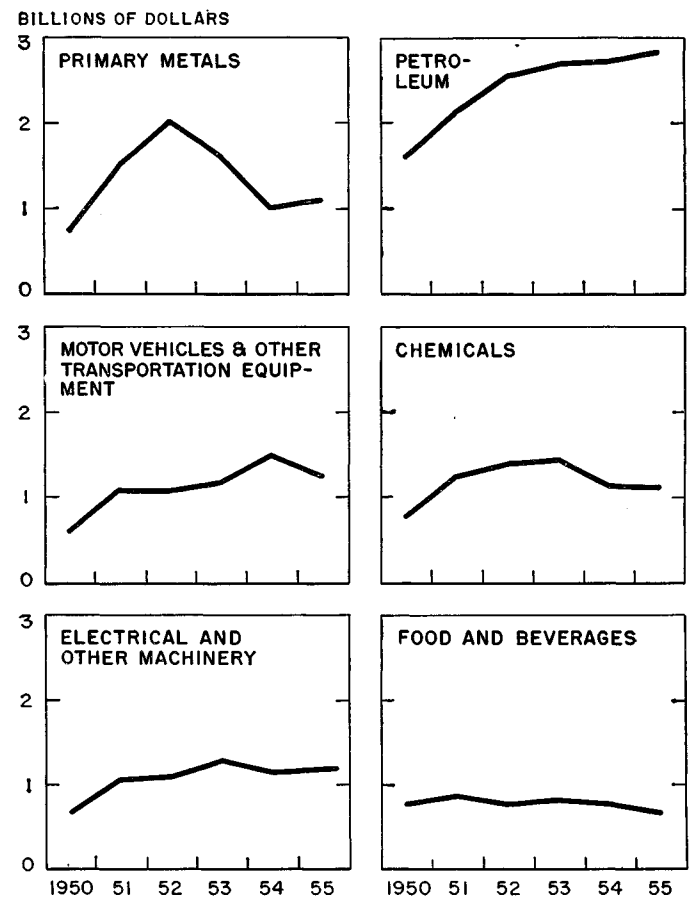 BILLIONS OF DOLLARS
3
PRIMARY METALS
2
1
0
PETRO-
LEUM
3
MOTOR VEHICLES & OTHER
TRANSPORTATION EQUIP-
MENT
2
1
0
CHEMICALS
3
ELECTRICAL AND
OTHER MACHINERY
2
1
0
1950 51 52 53 54 55
FOOD AND BEVERAGES
1950 51 52 53 54 55